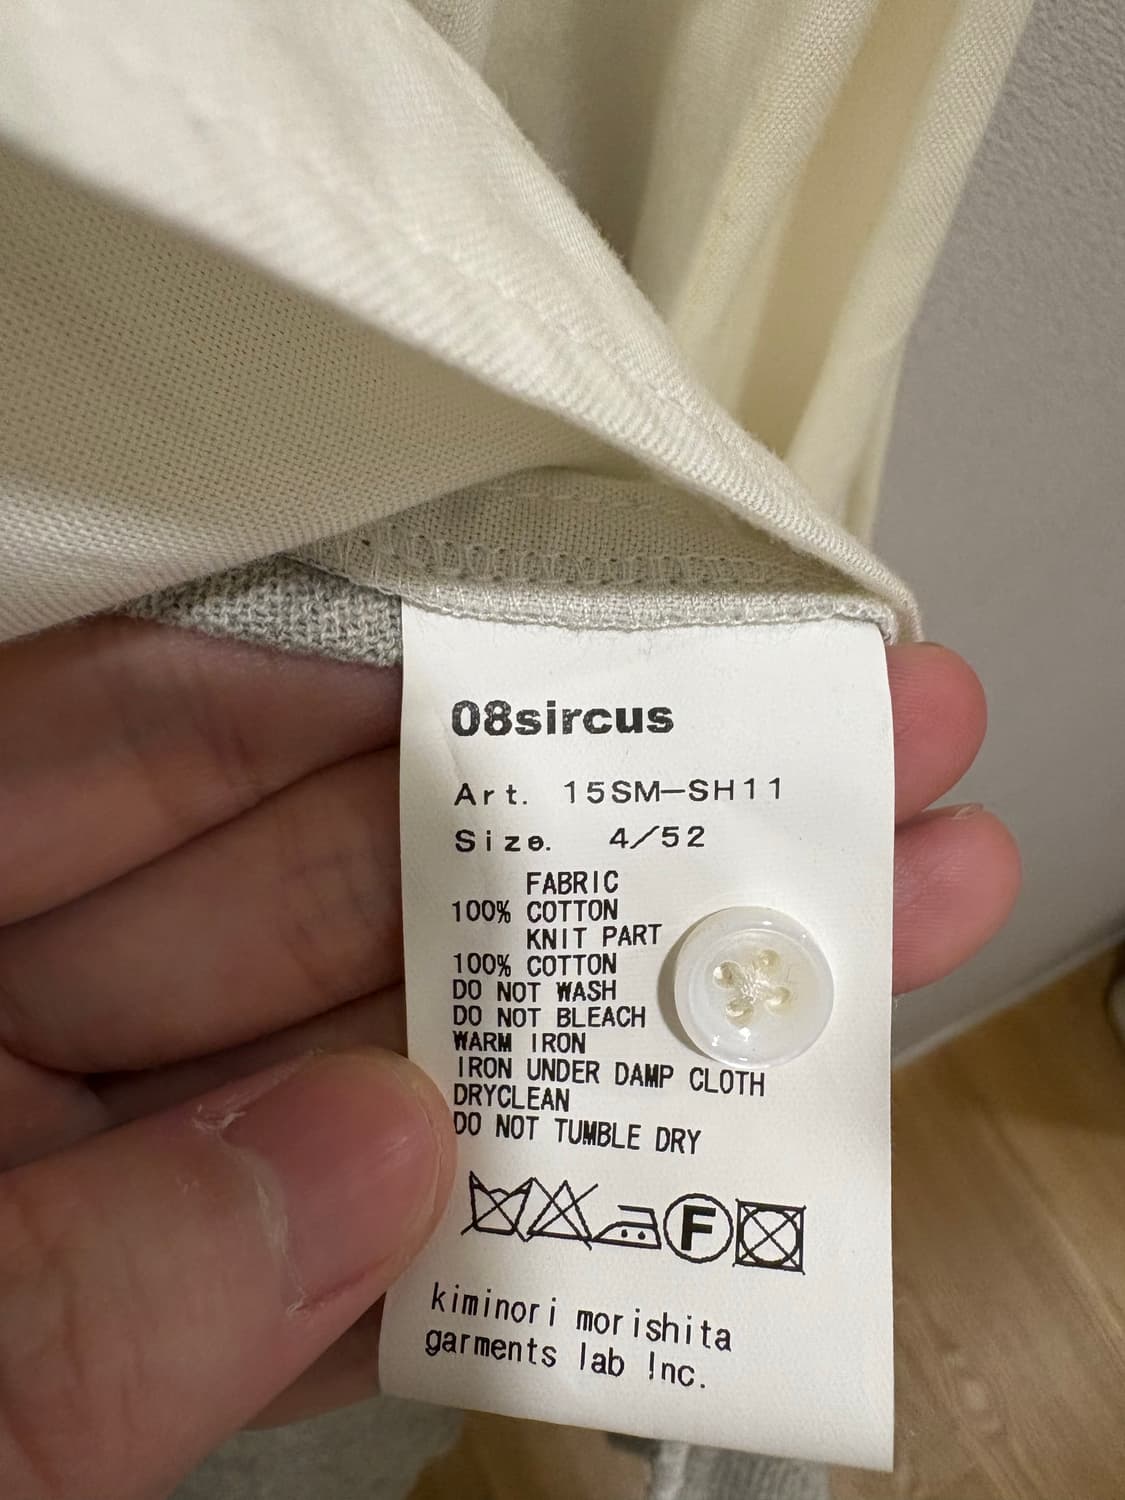 08sircus
Art. 15SM-SH11
Size. 4/52
FABRIC
100% COTTON
KNIT PART
100% COTTON
DO NOT WASH
DO NOT BLEACH
WARM IRON
IRON UNDER DAMP CLOTH
DRYCLEAN
DO NOT TUMBLE DRY
F
kiminori morishita
garments lab Inc.